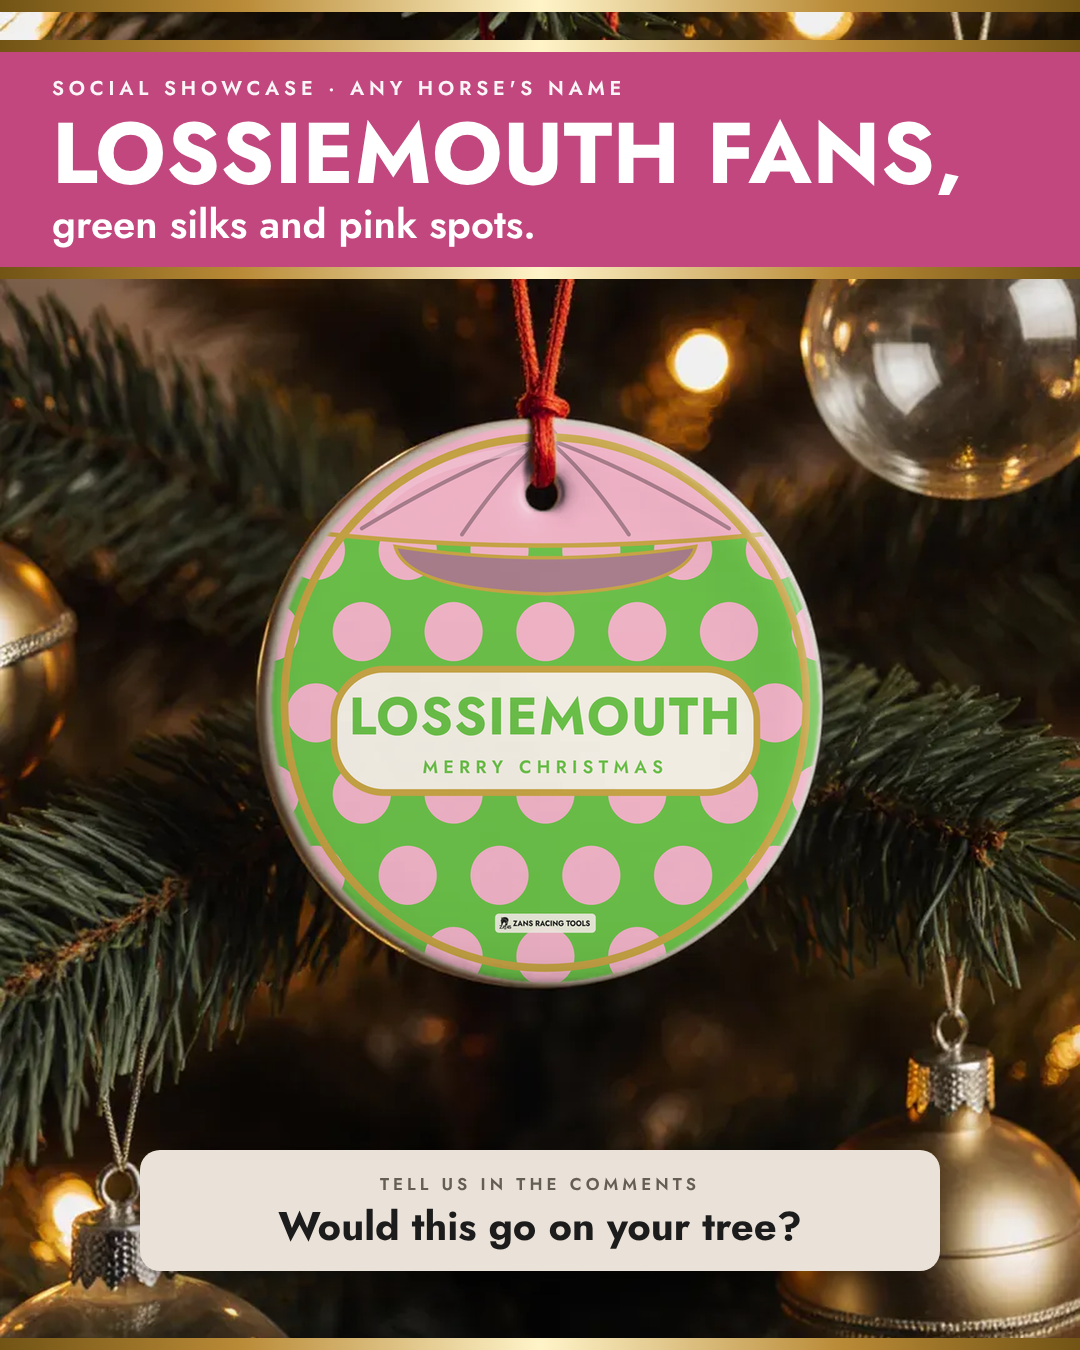 SOCIAL SHOWCASE · ANY HORSE'S NAME
LOSSIEMOUTH FANS,
green silks and pink spots.
LOSSIEMOUTH
MERRY CHRISTMAS
ZANS RACING TOOLS
TELL US IN THE COMMENTS
Would this go on your tree?